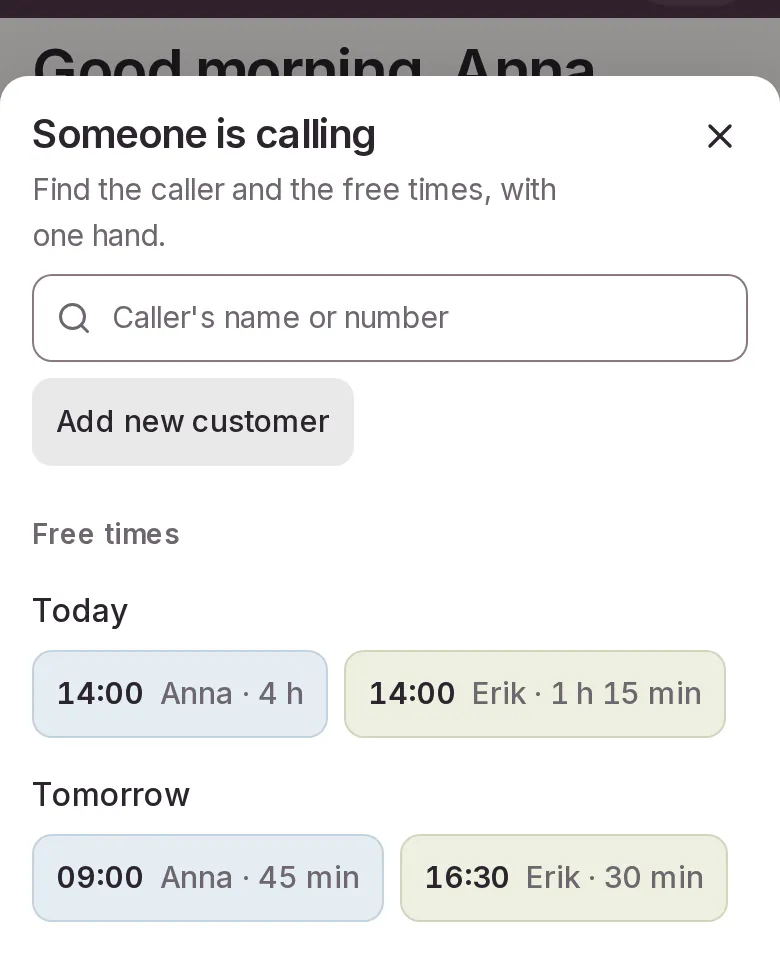 Good morning, Anna
Someone is calling
Find the caller and the free times, with
one hand.
Caller's name or number
Add new customer
Free times
Today
14:00 Anna · 4 h
14:00 Erik · 1 h 15 min
Tomorrow
09:00 Anna · 45 min
16:30 Erik · 30 min